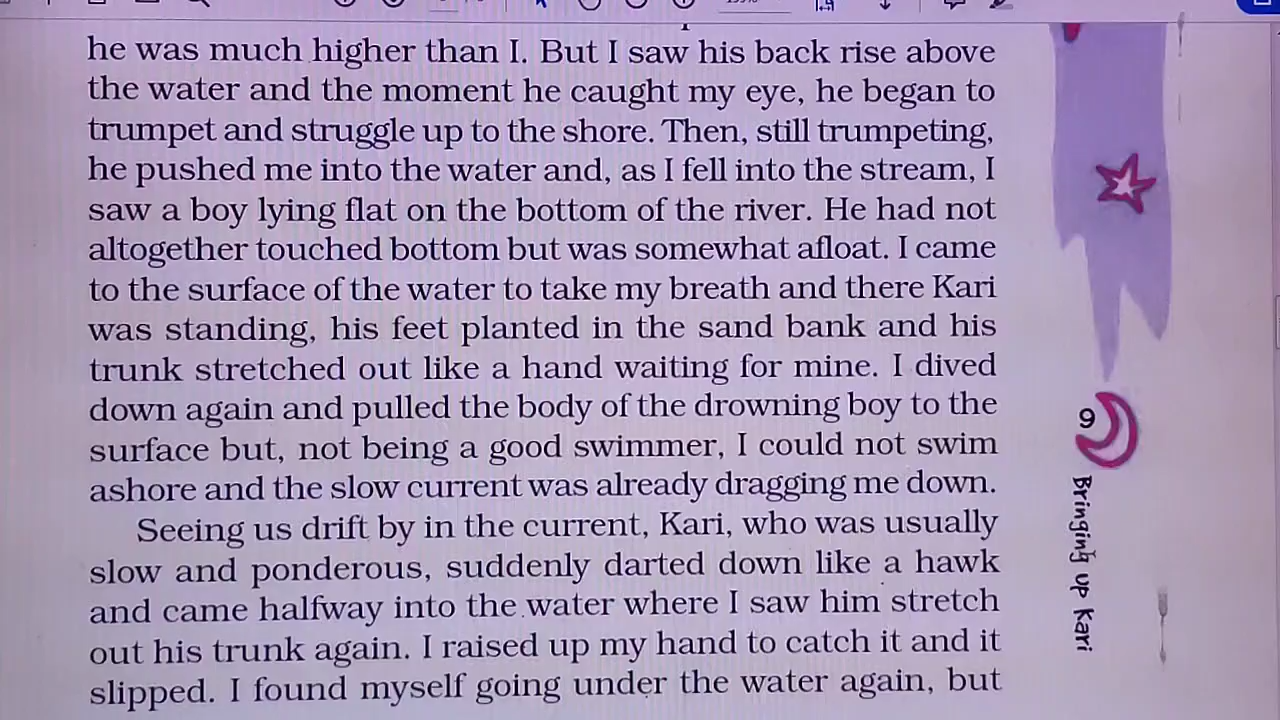 he was much higher than I. But I saw his back rise above
the water and the moment he caught my eye, he began to
trumpet and struggle up to the shore. Then, still trumpeting,
he pushed me into the water and, as I fell into the stream, I
saw a boy lying flat on the bottom of the river. He had not
altogether touched bottom but was somewhat afloat. I came
to the surface of the water to take my breath and there Kari
was standing, his feet planted in the sand bank and his
trunk stretched out like a hand waiting for mine. I dived
down again and pulled the body of the drowning boy to the
surface but, not being a good swimmer, I could not swim
ashore and the slow current was already dragging me down.
Seeing us drift by in the current, Kari, who was usually
slow and ponderous, suddenly darted down like a hawk
and came halfway into the water where I saw him stretch
out his trunk again. I raised up my hand to catch it and it
slipped. I found myself going under the water again, but
9
Bringing up Kari